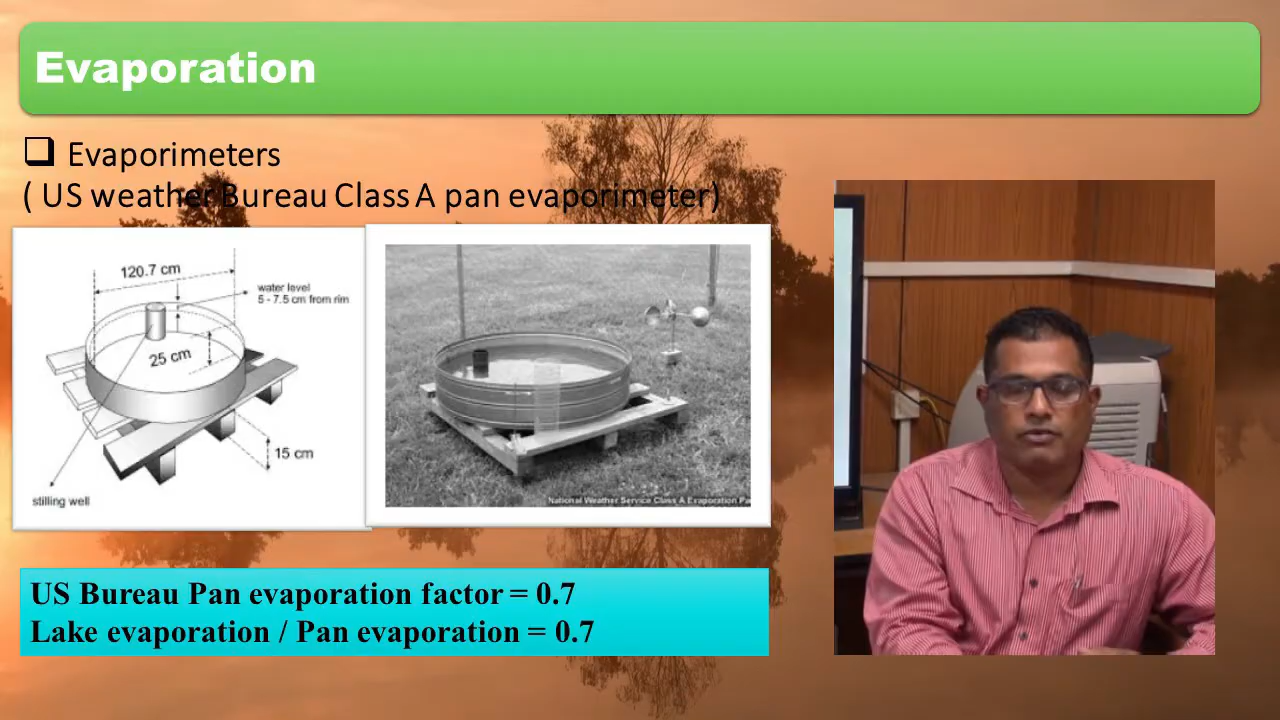 Evaporation
❑ Evaporimeters
( US weather Bureau Class A pan evaporimeter)
120.7 cm
water level
5 - 7.5 cm from rim
25 cm
15 cm
stilling well
National Weather Service Class A Evaporation Pa
US Bureau Pan evaporation factor = 0.7
Lake evaporation / Pan evaporation = 0.7